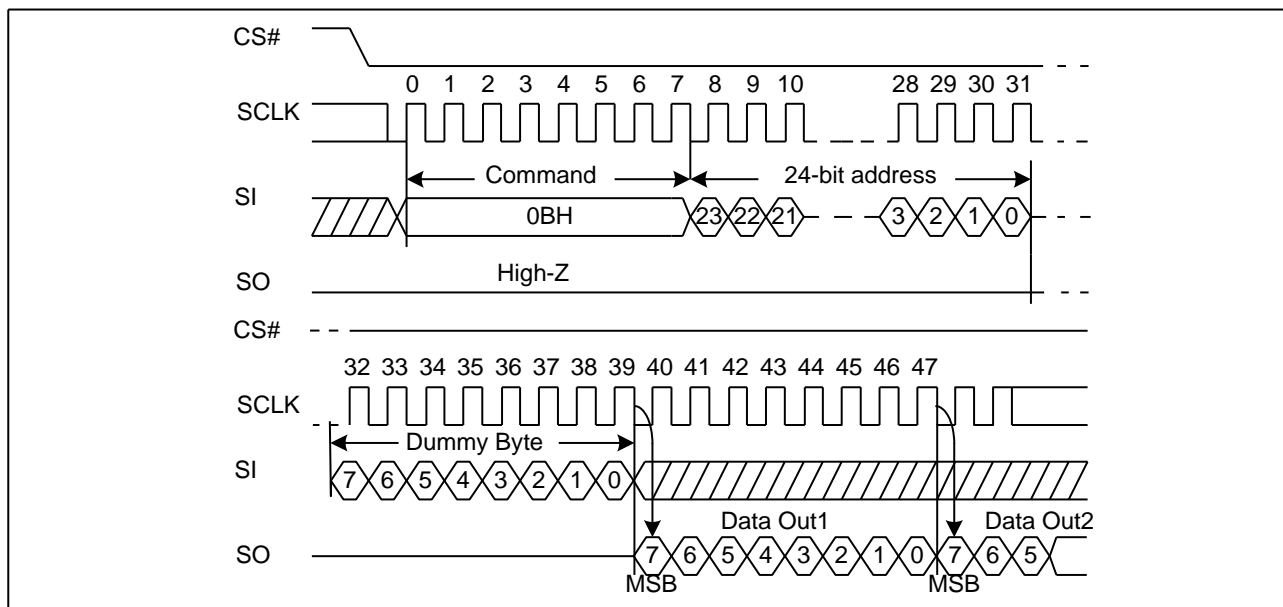 CS#
0 1 2 3 4 5 6 7 8 9 10 28 29 30 31
SCLK
Command 24-bit address
SI
0BH 23 22 21 3 2 1 0
High-Z
SO
CS#
32 33 34 35 36 37 38 39 40 41 42 43 44 45 46 47
SCLK
Dummy Byte
SI
7 6 5 4 3 2 1 0
Data Out1 Data Out2
SO
7 6 5 4 3 2 1 0 7 6 5
MSB MSB